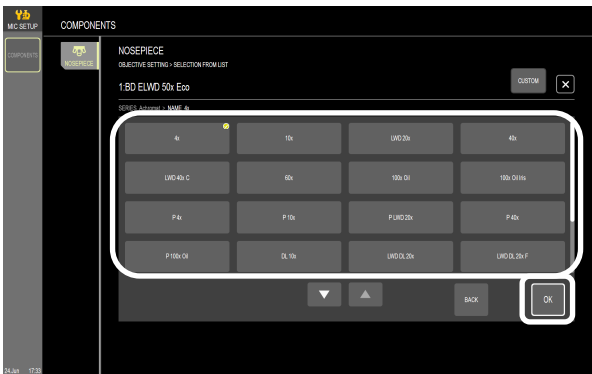 MIC SETUP
COMPONENTS
COMPONENTS
NOSEPIECE
NOSEPIECE
OBJECTIVE SETTING > SELECTION FROM LIST
1:BD ELWD 50x Eco
CUSTOM
SERIES Achromat > NAME 4x
4x 10x LWD 20x 40x
LWD 40x C 60x 100x Oil 100x Oil Iris
P 4x P 10x P LWD 20x P 40x
P 100x Oil DL 10x LWD DL 20x LWD DL 20x F
BACK OK
24.Jun 17:33